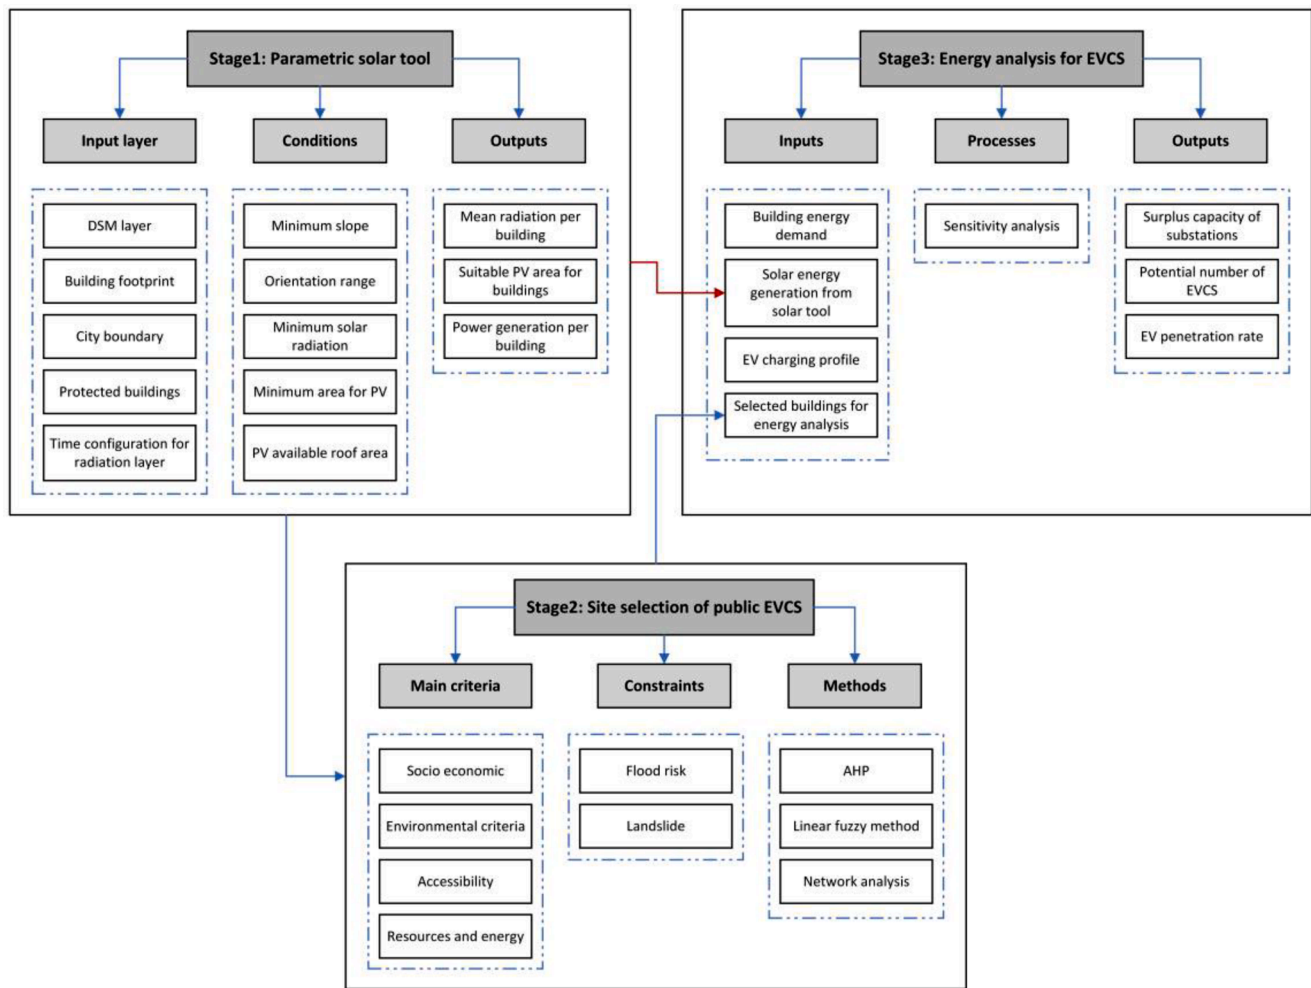 Stage1: Parametric solar tool
Input layer
Conditions
Outputs
DSM layer
Building footprint
City boundary
Protected buildings
Time configuration for
radiation layer
Minimum slope
Orientation range
Minimum solar
radiation
Minimum area for PV
PV available roof area
Mean radiation per
building
Suitable PV area for
buildings
Power generation per
building
Stage3: Energy analysis for EVCS
Inputs
Processes
Outputs
Building energy
demand
Solar energy
generation from
solar tool
EV charging profile
Selected buildings for
energy analysis
Sensitivity analysis
Surplus capacity of
substations
Potential number of
EVCS
EV penetration rate
Stage2: Site selection of public EVCS
Main criteria
Constraints
Methods
Socio economic
Environmental criteria
Accessibility
Resources and energy
Flood risk
Landslide
AHP
Linear fuzzy method
Network analysis